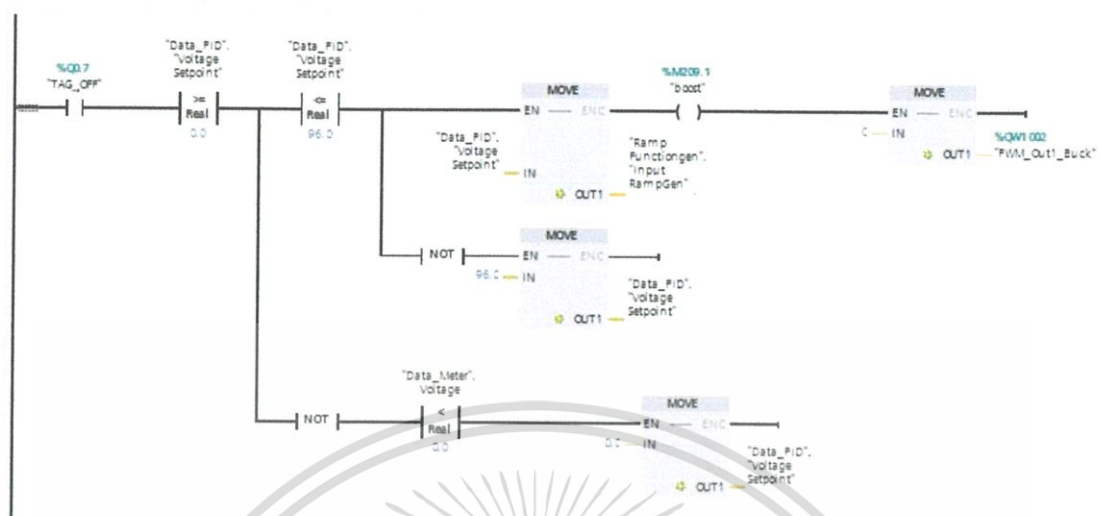 %Q0.7
"TAG_OFF"
"Data_PID".
"Voltage
Setpoint"
>=
Real
0.0
"Data_PID".
"Voltage
Setpoint"
<=
Real
96.0
MOVE
EN — ENO
"Data_PID".
"Voltage
Setpoint"
IN
OUT1
"Ramp
Functiongen".
"Input
RampGen"
%M209.1
"boost"
MOVE
EN — ENO
0
IN
OUT1
%QW1002
"PWM_Out1_Buck"
NOT
MOVE
EN — ENO
96.0
IN
OUT1
"Data_PID".
"Voltage
Setpoint"
NOT
"Data_Meter".
Voltage
<
Real
0.0
MOVE
EN — ENO
0.0
IN
OUT1
"Data_PID".
"Voltage
Setpoint"